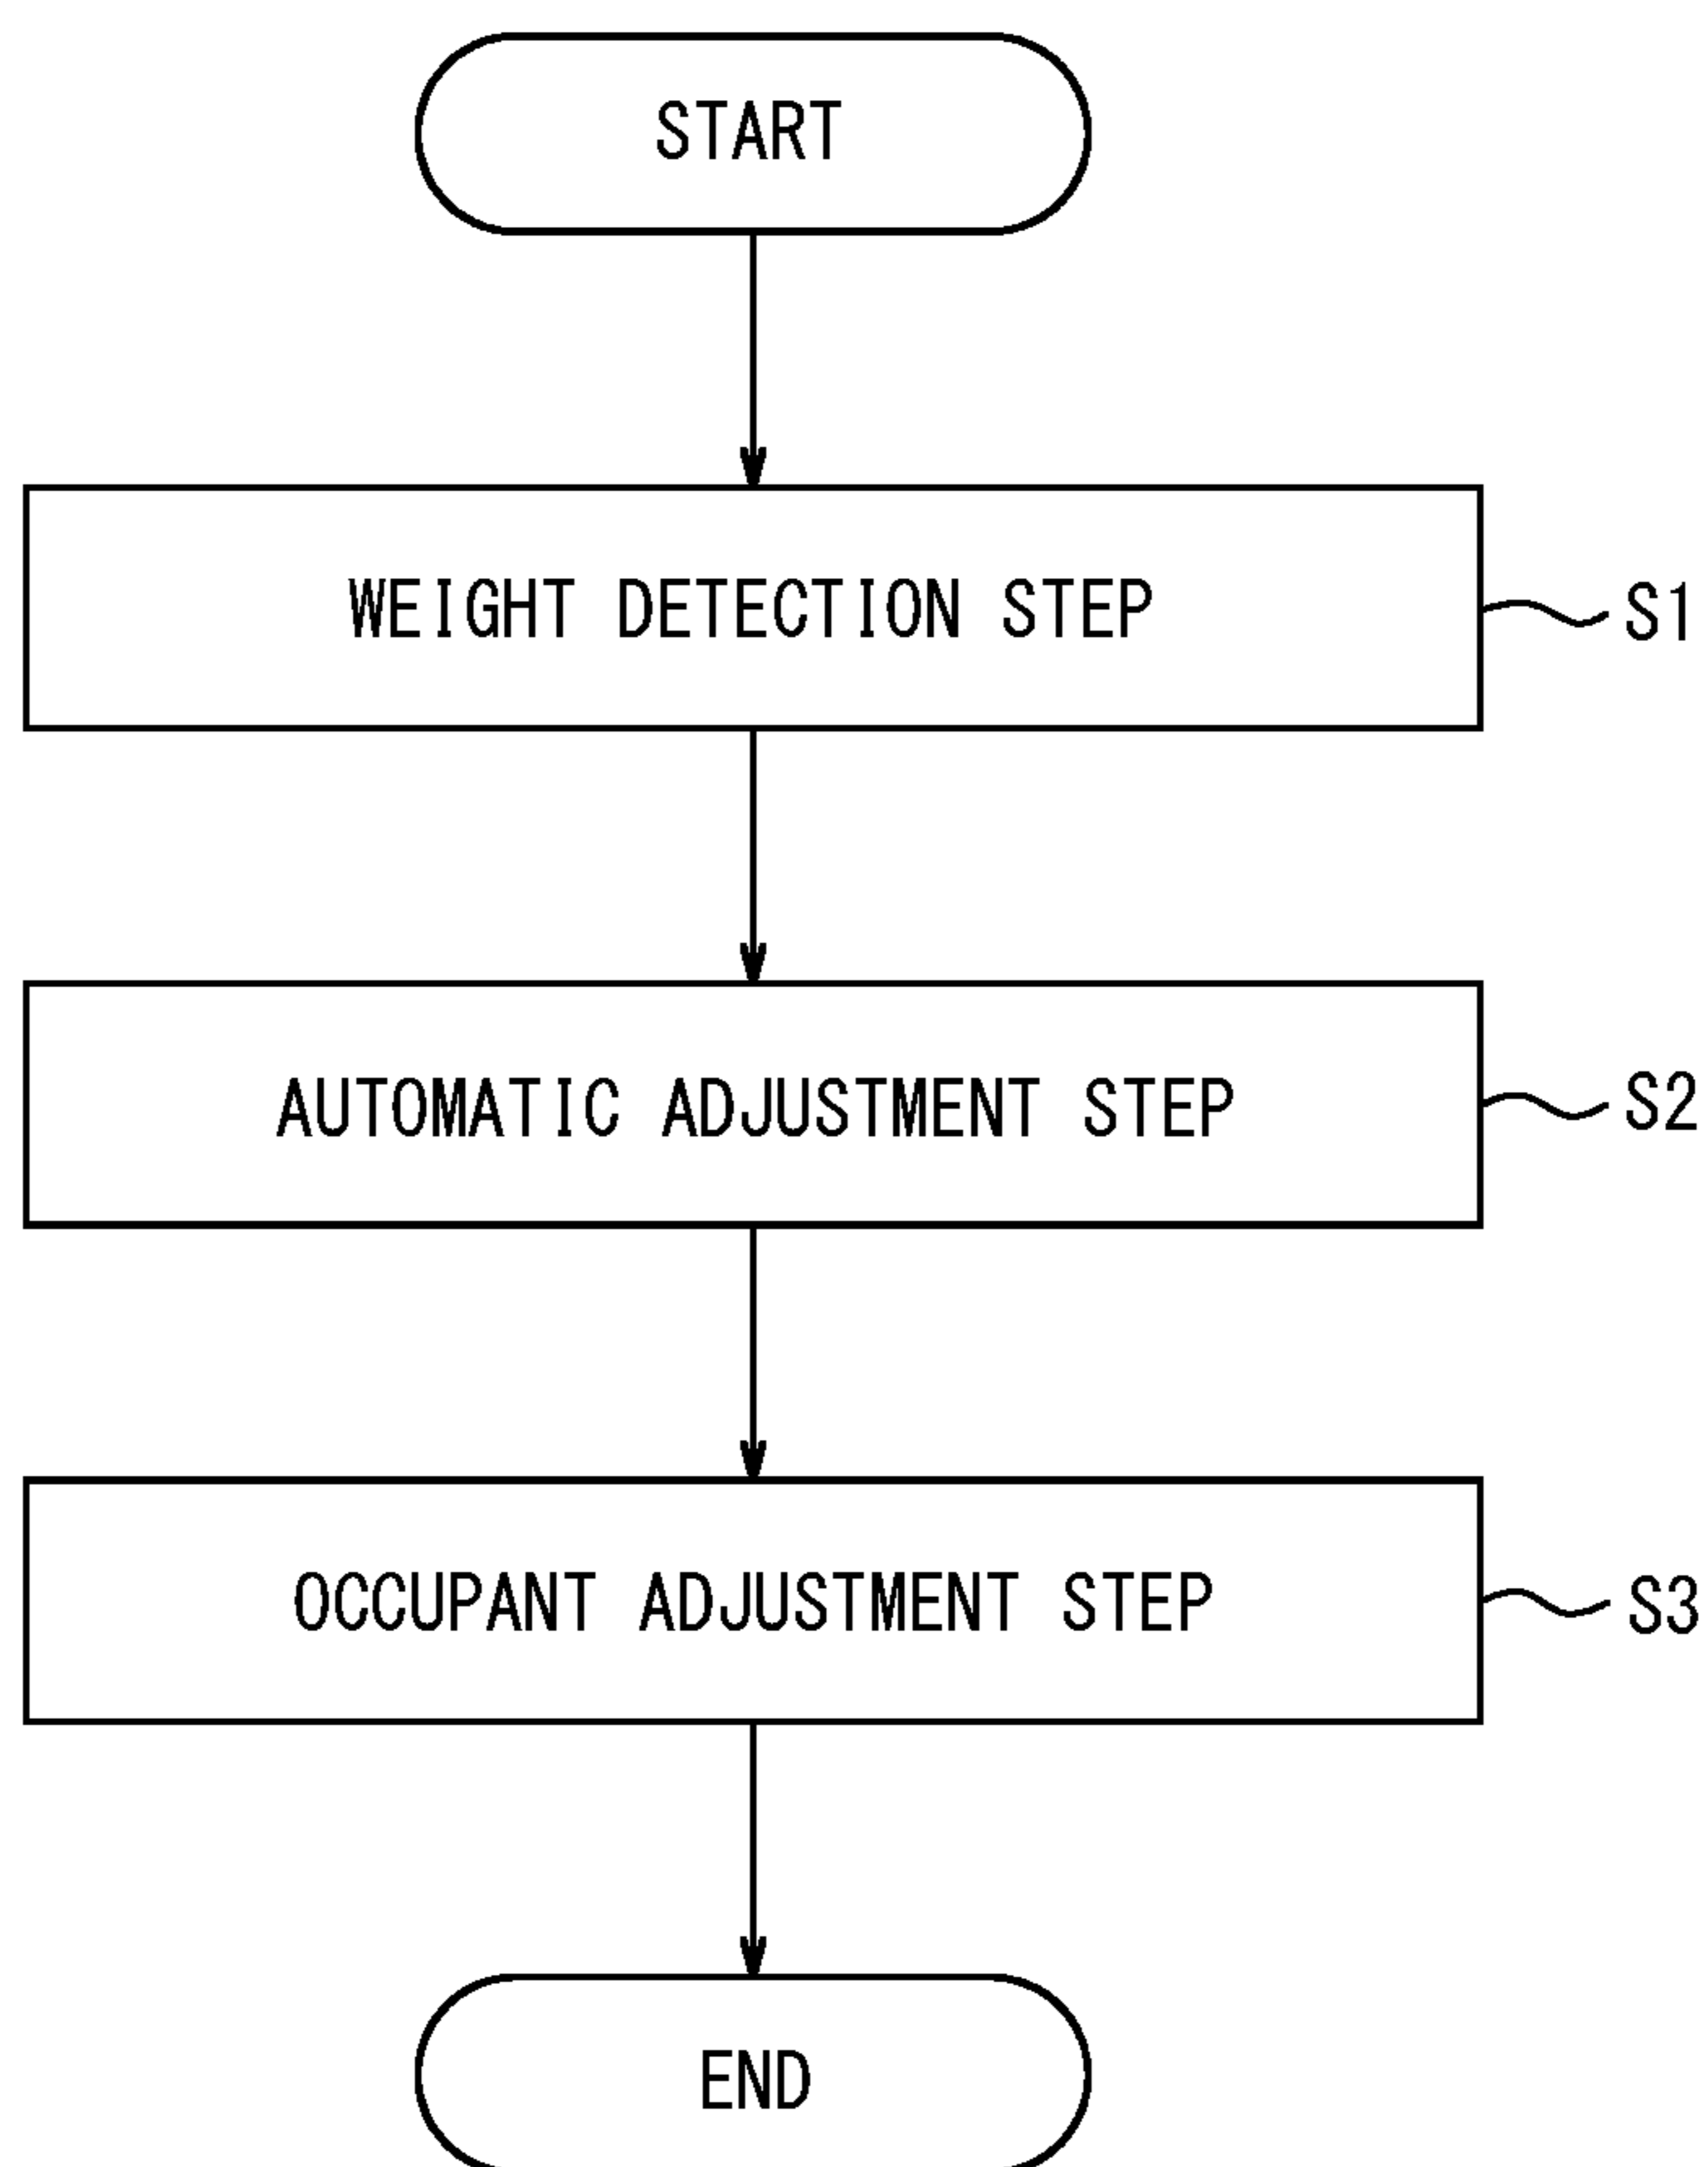 START
WEIGHT DETECTION STEP
S1
AUTOMATIC ADJUSTMENT STEP
S2
OCCUPANT ADJUSTMENT STEP
S3
END